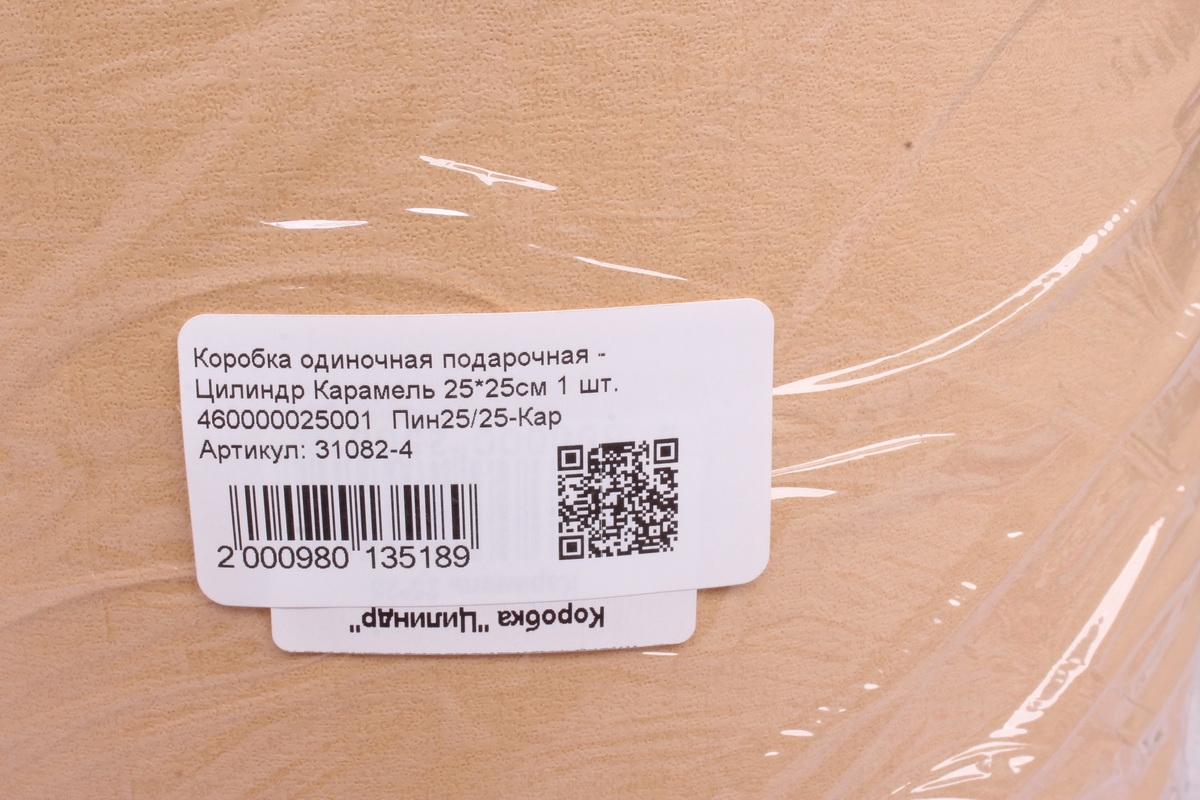 Коробка одиночная подарочная -
Цилиндр Карамель 25*25см 1 шт.
460000025001 Пин25/25-Кар
Артикул: 31082-4
2 000980 135189
Коробка "Цилиндр"